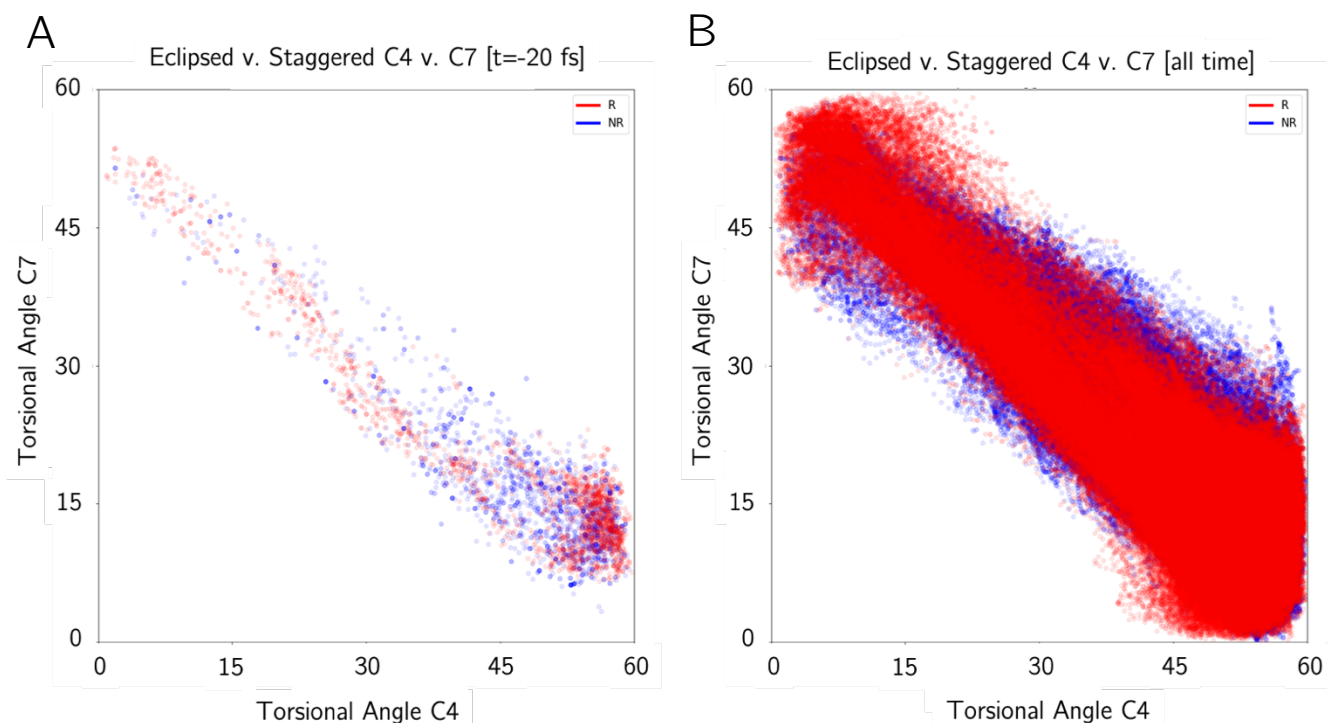 A
Eclipsed v. Staggered C4 v. C7 [t=-20 fs]
60
45
30
15
0
Torsional Angle C7
R
NR
0 15 30 45 60
Torsional Angle C4
B
Eclipsed v. Staggered C4 v. C7 [all time]
60
45
30
15
0
Torsional Angle C7
R
NR
0 15 30 45 60
Torsional Angle C4